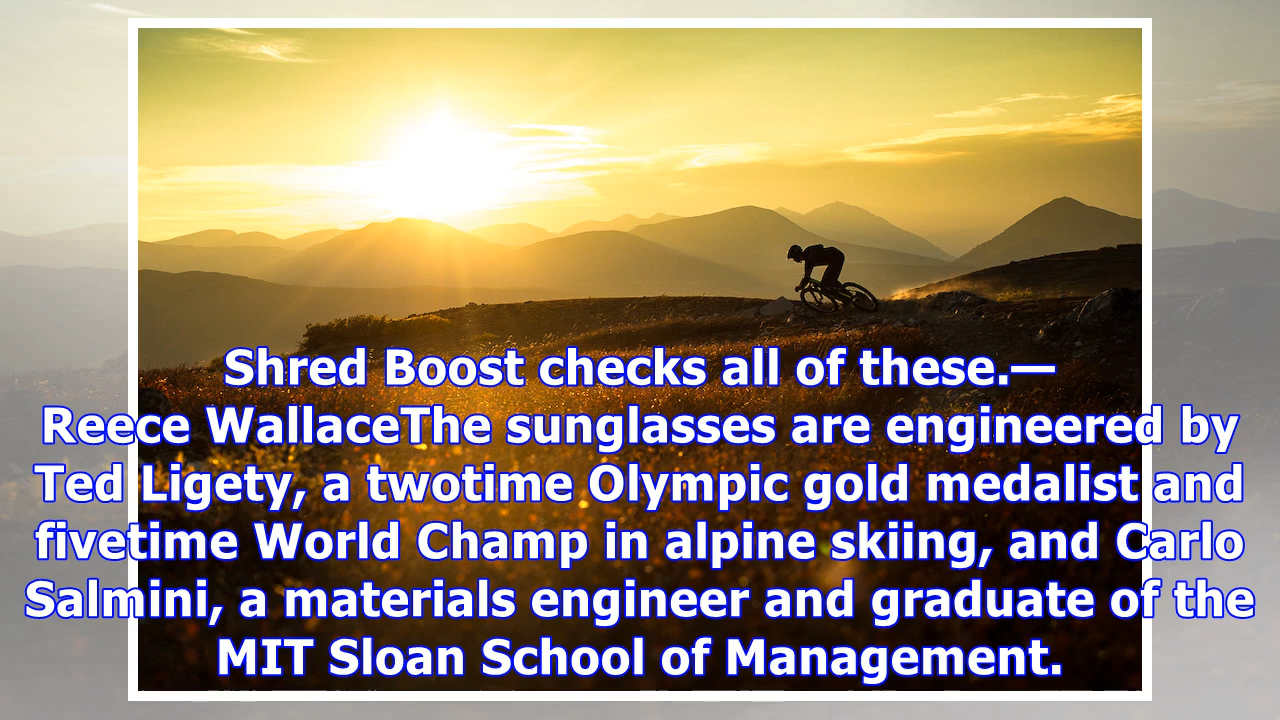 Shred Boost checks all of these.—
Reece WallaceThe sunglasses are engineered by
Ted Ligety, a twotime Olympic gold medalist and
fivetime World Champ in alpine skiing, and Carlo
Salmini, a materials engineer and graduate of the
MIT Sloan School of Management.